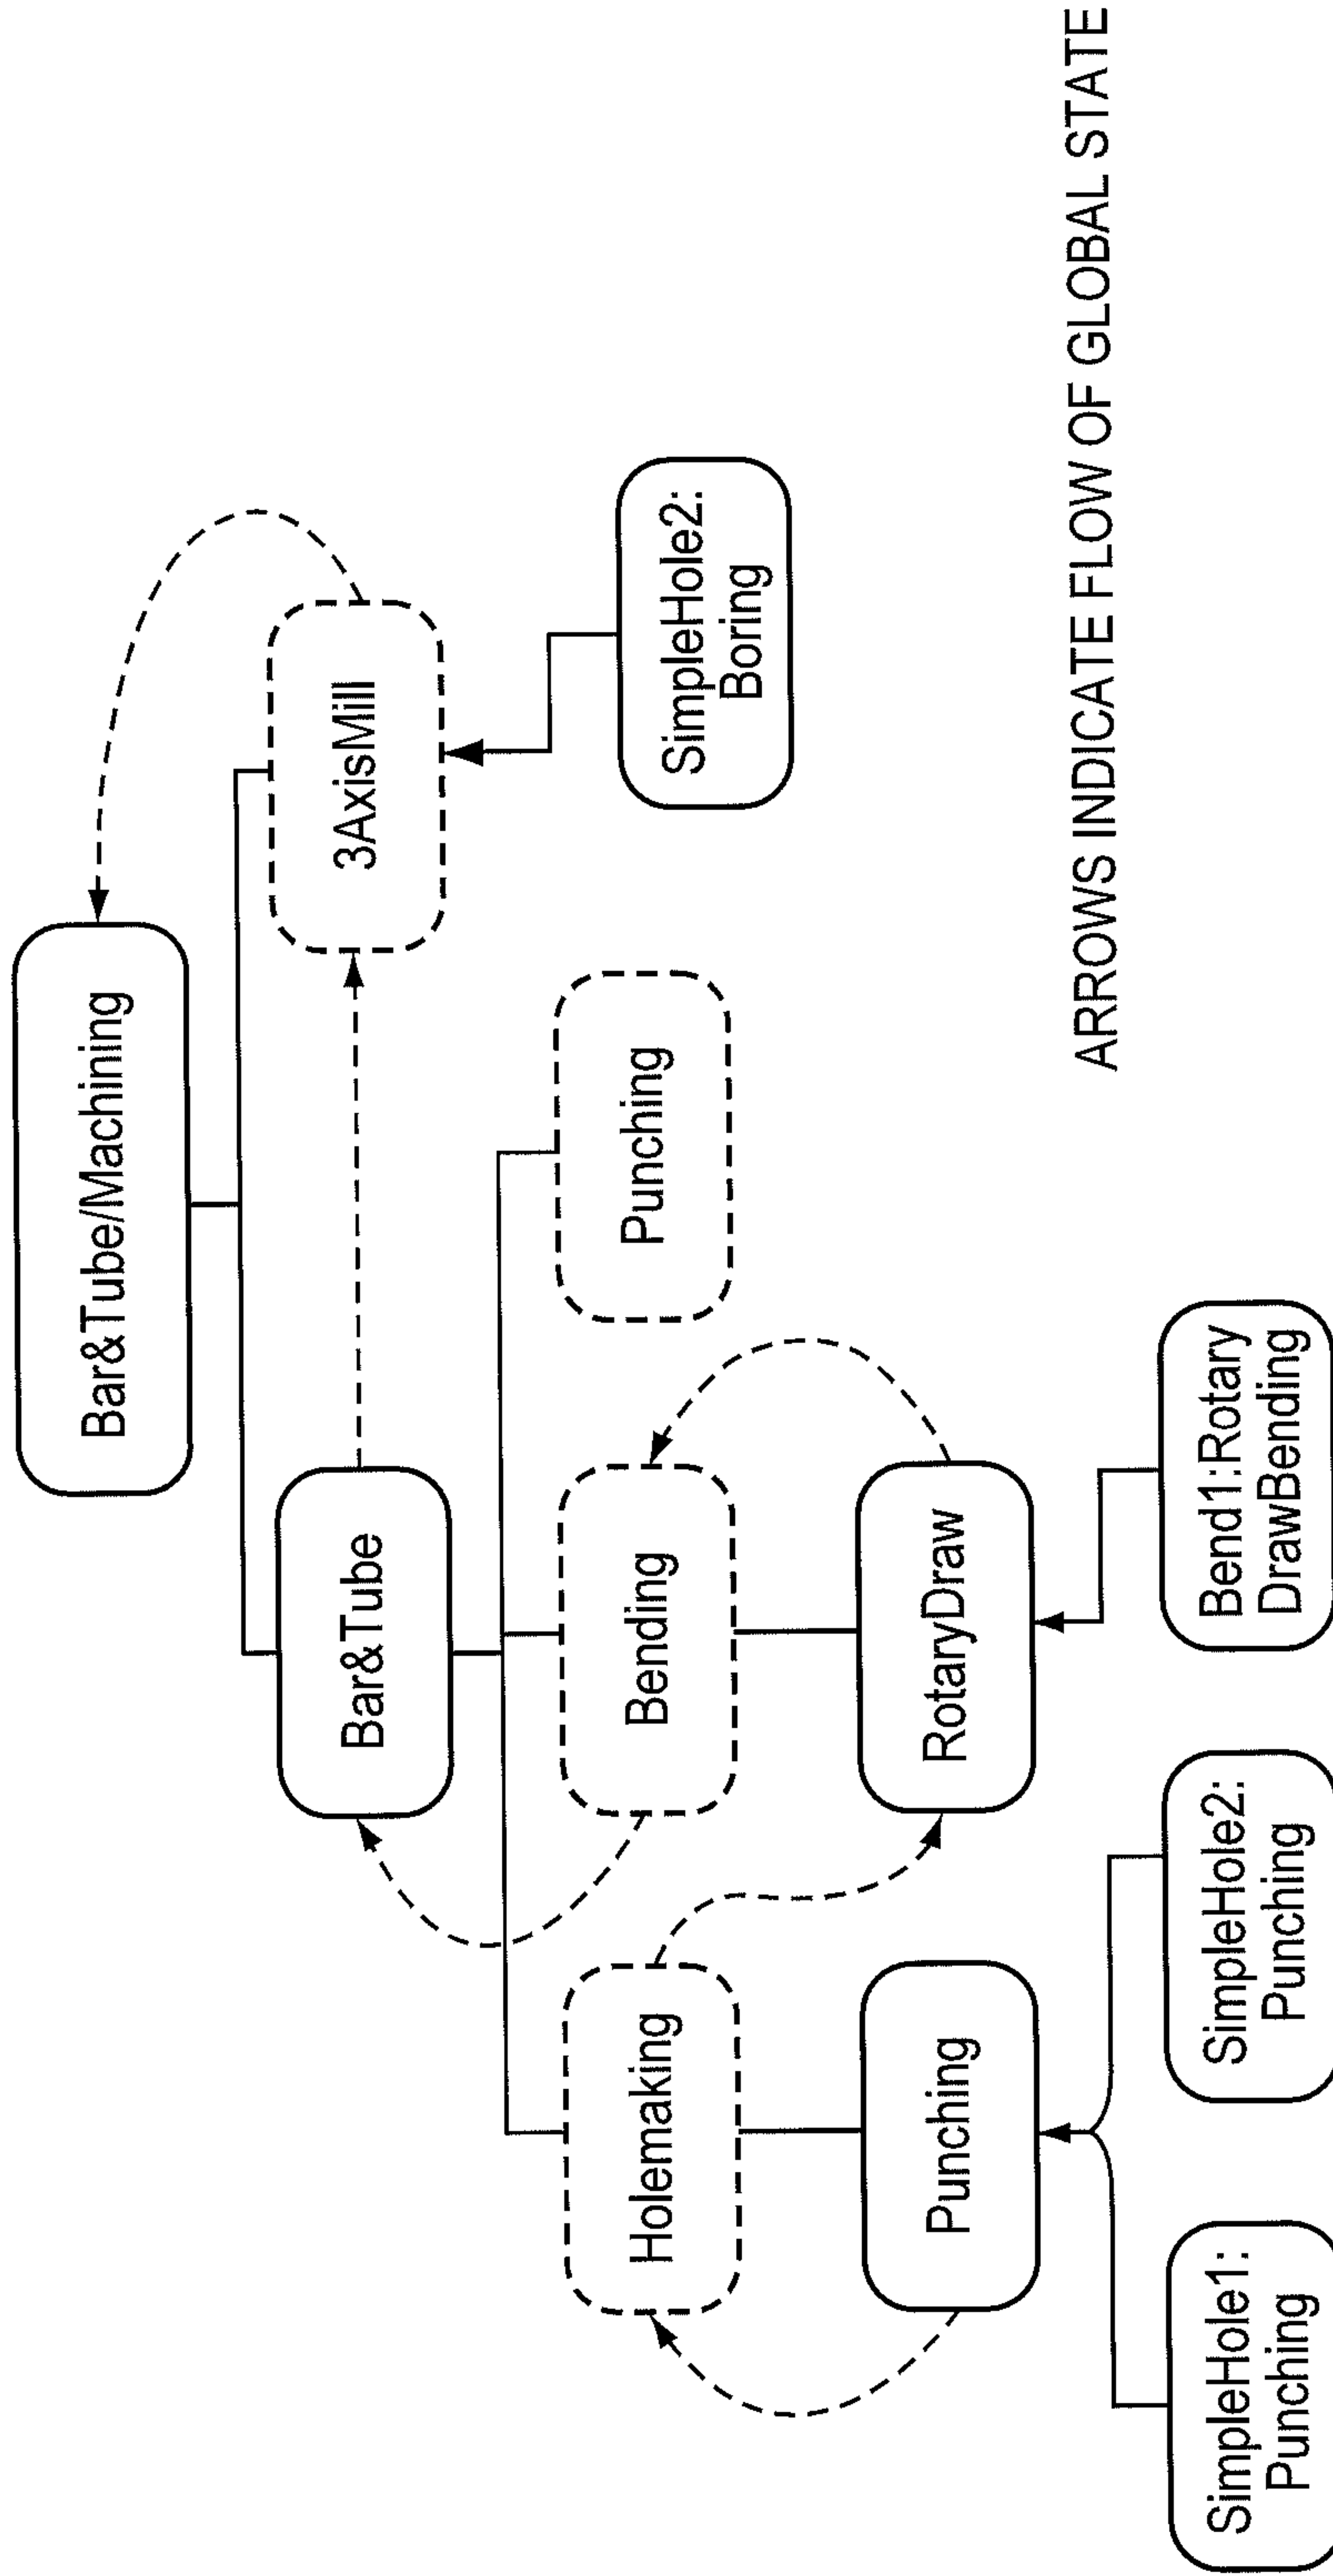 Bar&Tube/Machining
Bar&Tube
3AxisMill
Holemaking
Bending
Punching
SimpleHole2:
Boring
Punching
RotaryDraw
SimpleHole1:
Punching
SimpleHole2:
Punching
Bend1:Rotary
DrawBending
ARROWS INDICATE FLOW OF GLOBAL STATE